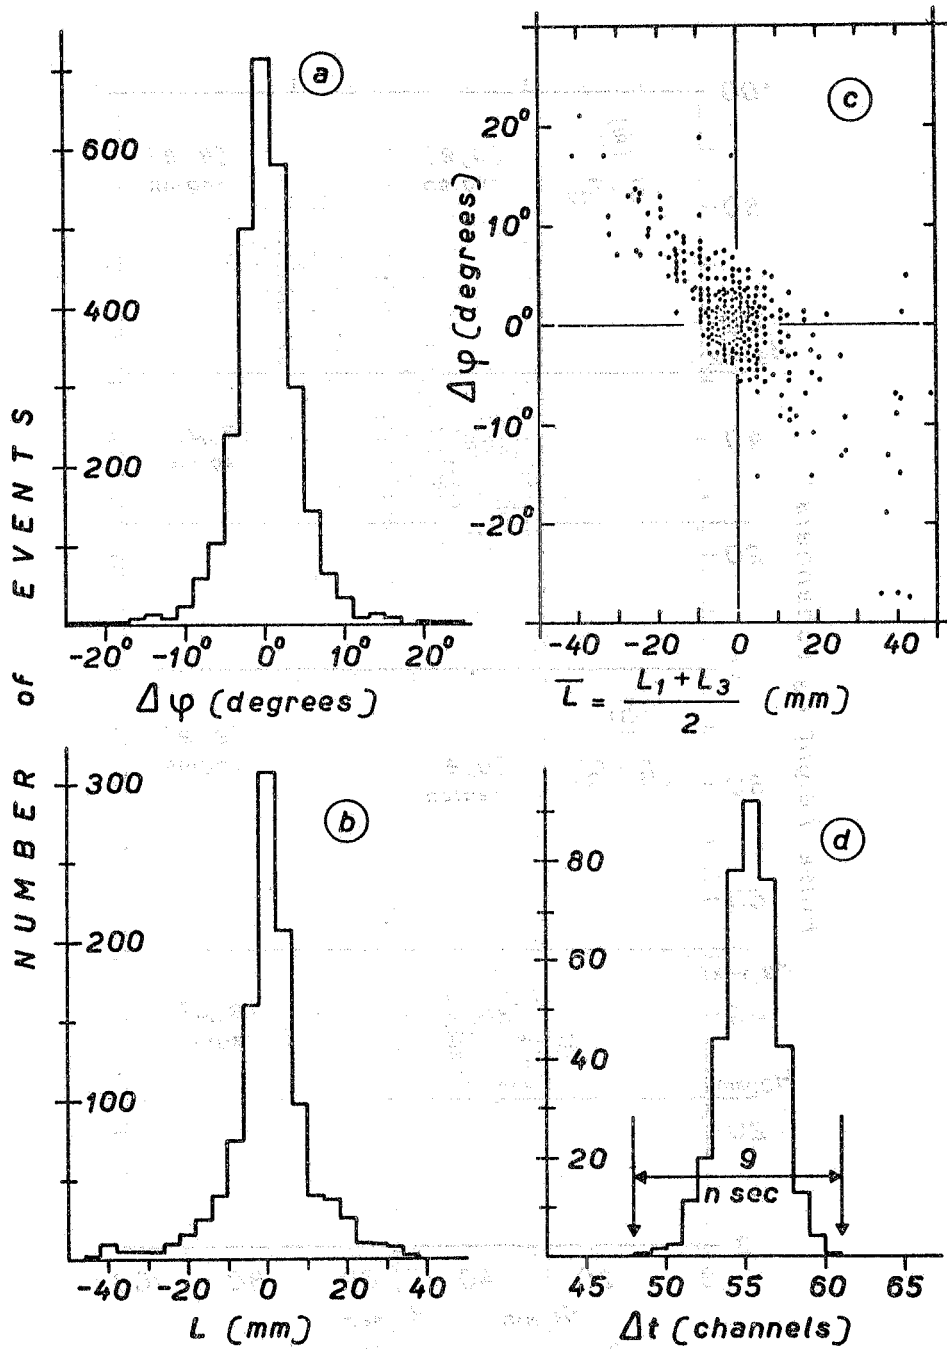 NUMBER of EVENTS
a
600
400
200
-20° -10° 0° 10° 20°
Δφ (degrees)
c
Δφ (degrees)
20°
10°
0°
-10°
-20°
-40 -20 0 20 40
L̅ = (L₁ + L₃) / 2 (mm)
b
300
200
100
-40 -20 0 20 40
L (mm)
d
80
60
40
20
9
n sec
45 50 55 60 65
Δt (channels)